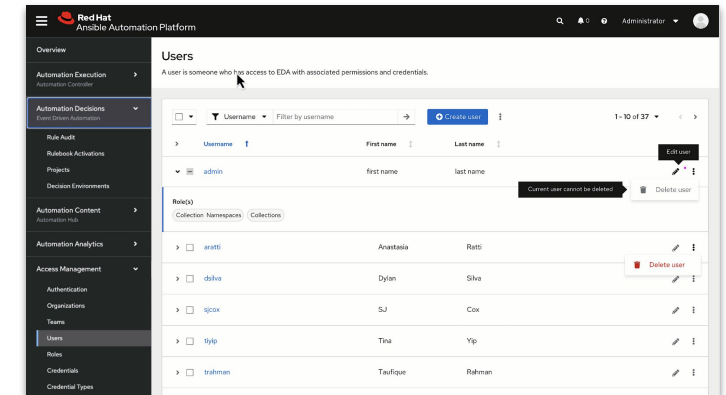 Red Hat
Ansible Automation Platform
0
Administrator
Overview
Automation Execution
Automation Controller
Automation Decisions
Event Driven Automation
Rule Audit
Rulebook Activations
Projects
Decision Environments
Automation Content
Automation Hub
Automation Analytics
Access Management
Authentication
Organizations
Teams
Users
Roles
Credentials
Credential Types
Users
A user is someone who has access to EDA with associated permissions and credentials.
Username Filter by username Create user 1 - 10 of 37
Username First name Last name
Edit user
admin first name last name
Current user cannot be deleted Delete user
Role(s)
Collection Namespaces Collections
aratti Anastasia Ratti
Delete user
dsilva Dylan Silva
sjcox SJ Cox
tiyip Tina Yip
trahman Taufique Rahman